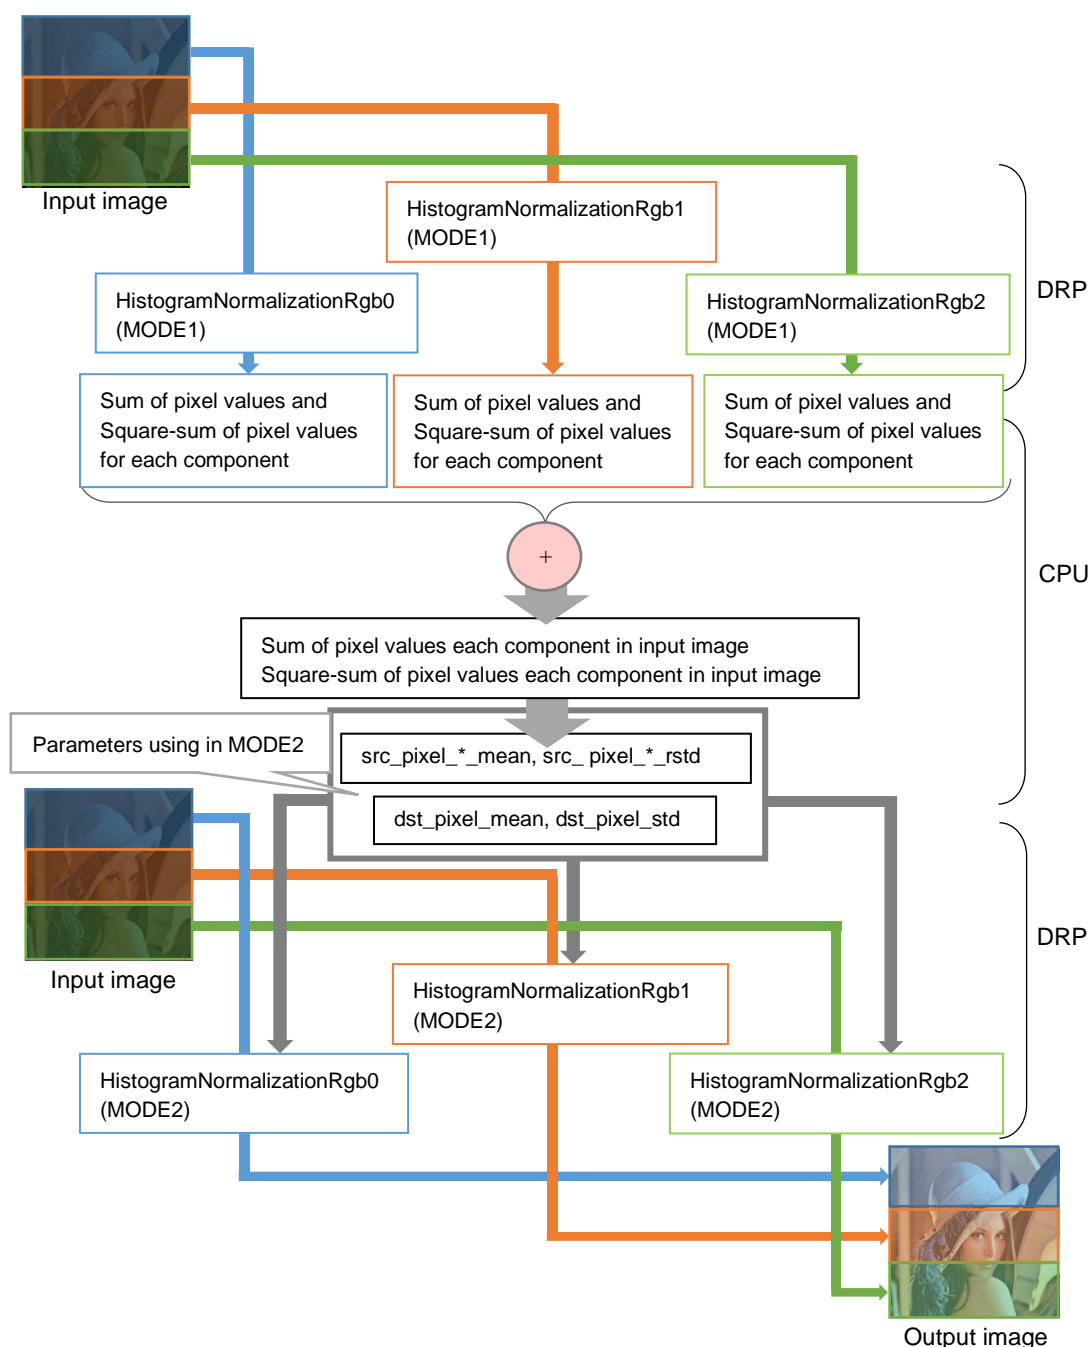 Input image
HistogramNormalizationRgb1
(MODE1)
HistogramNormalizationRgb0
(MODE1)
HistogramNormalizationRgb2
(MODE1)
DRP
Sum of pixel values and
Square-sum of pixel values
for each component
Sum of pixel values and
Square-sum of pixel values
for each component
Sum of pixel values and
Square-sum of pixel values
for each component
+
CPU
Sum of pixel values each component in input image
Square-sum of pixel values each component in input image
Parameters using in MODE2
src_pixel_*_mean, src_ pixel_*_rstd
dst_pixel_mean, dst_pixel_std
Input image
DRP
HistogramNormalizationRgb1
(MODE2)
HistogramNormalizationRgb0
(MODE2)
HistogramNormalizationRgb2
(MODE2)
Output image